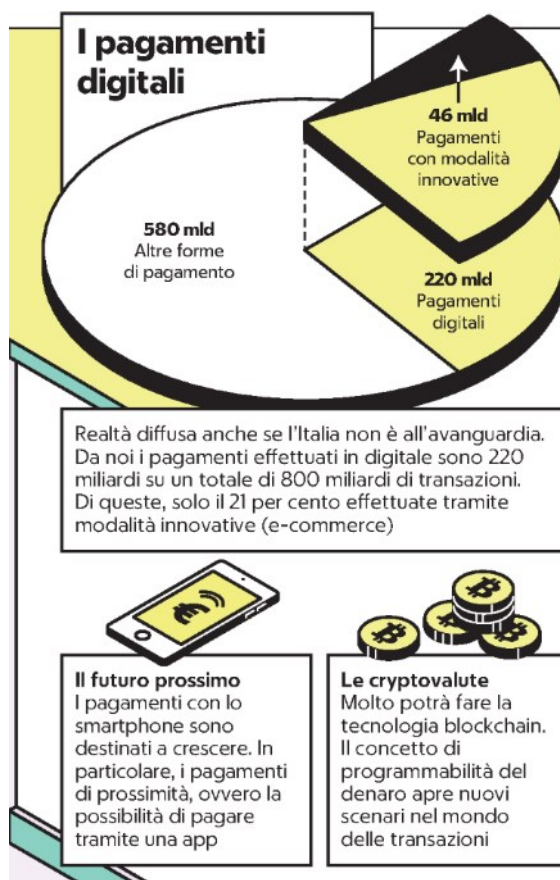 I pagamenti
digitali
46 mld
Pagamenti
con modalità
innovative
580 mld
Altre forme
di pagamento
220 mld
Pagamenti
digitali
Realtà diffusa anche se l'Italia non è all'avanguardia.
Da noi i pagamenti effettuati in digitale sono 220
miliardi su un totale di 800 miliardi di transazioni.
Di queste, solo il 21 per cento effettuate tramite
modalità innovative (e-commerce)
Il futuro prossimo
I pagamenti con lo
smartphone sono
destinati a crescere. In
particolare, i pagamenti
di prossimità, ovvero la
possibilità di pagare
tramite una app
Le cryptovalute
Molto potrà fare la
tecnologia blockchain.
Il concetto di
programmabilità del
denaro apre nuovi
scenari nel mondo
delle transazioni